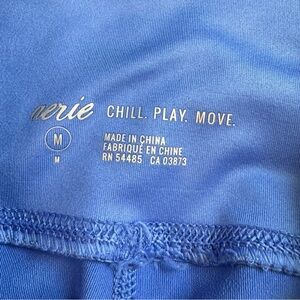 aerie CHILL. PLAY. MOVE.
M
M
MADE IN CHINA
FABRIQUÉ EN CHINE
RN 54485 CA 03873